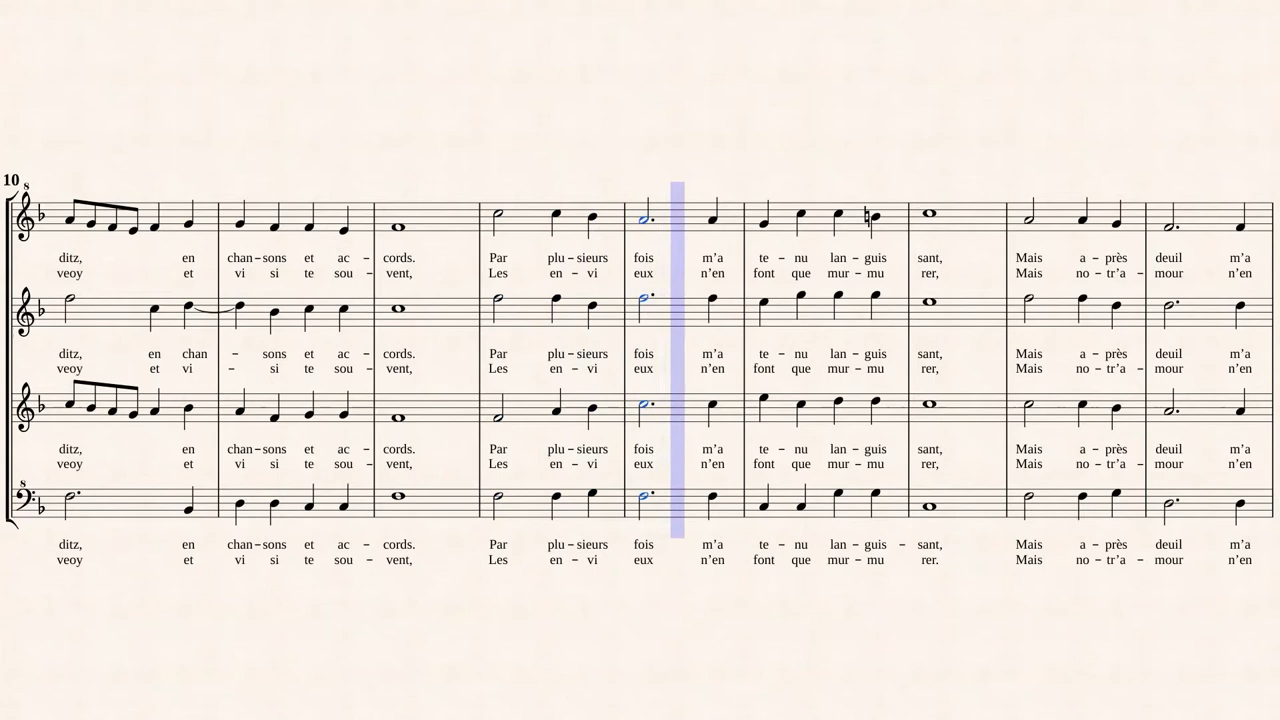 10
8
ditz, en chan–sons et ac – cords. Par plu–sieurs fois m’a te – nu lan–guis sant, Mais a – près deuil m’a
veoy et vi si te sou – vent, Les en – vi eux n’en font que mur–mu rer, Mais no–tr’a– mour n’en
ditz, en chan – sons et ac – cords. Par plu–sieurs fois m’a te – nu lan–guis sant, Mais a – près deuil m’a
veoy et vi – si te sou – vent, Les en – vi eux n’en font que mur–mu rer, Mais no–tr’a– mour n’en
ditz, en chan–sons et ac – cords. Par plu–sieurs fois m’a te – nu lan–guis sant, Mais a – près deuil m’a
veoy et vi si te sou – vent, Les en – vi eux n’en font que mur–mu rer, Mais no–tr’a– mour n’en
8
ditz, en chan–sons et ac – cords. Par plu–sieurs fois m’a te – nu lan–guis – sant, Mais a – près deuil m’a
veoy et vi si te sou – vent, Les en – vi eux n’en font que mur–mu rer. Mais no–tr’a– mour n’en